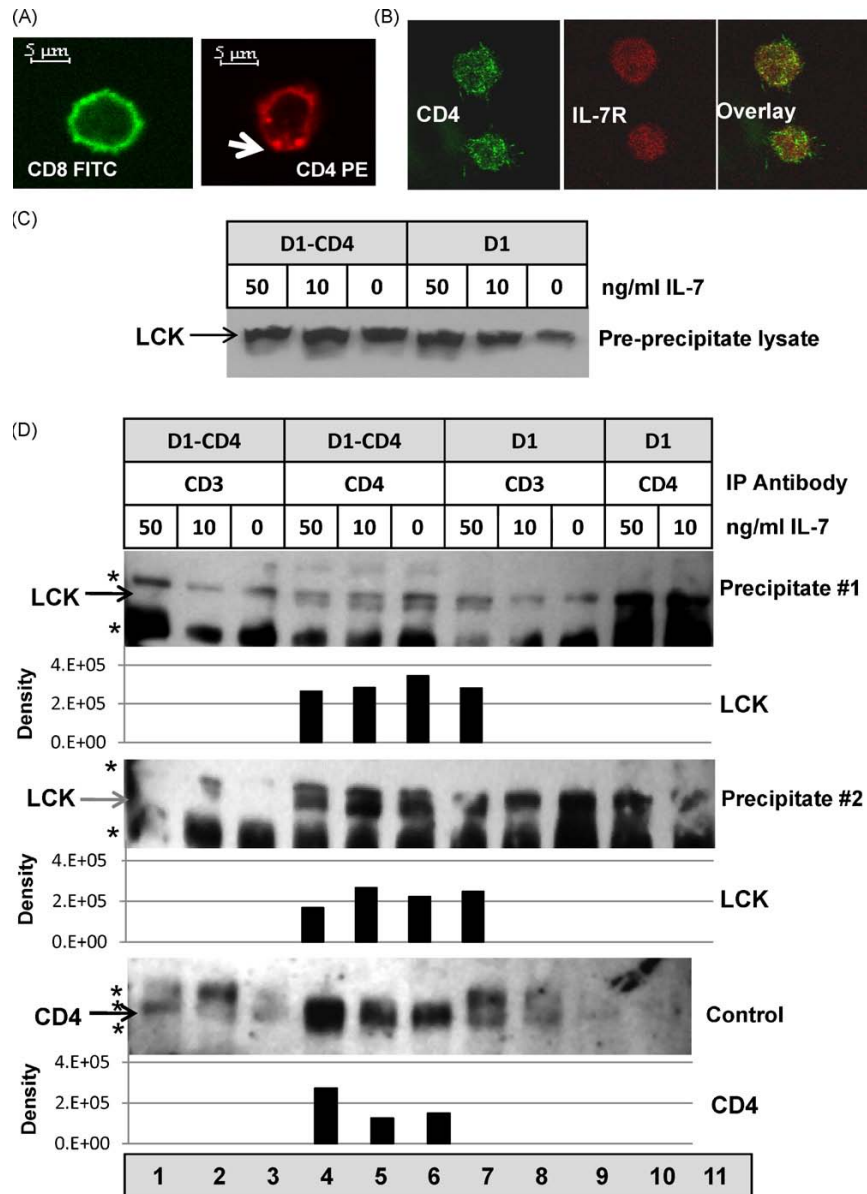 (A)
(B)
5 μm
5 μm
CD8 FITC
CD4 PE
CD4
IL-7R
Overlay
(C)
D1-CD4 D1
50 10 0 50 10 0 ng/ml IL-7
LCK Pre-precipitate lysate
(D)
D1-CD4 D1-CD4 D1 D1
CD3 CD4 CD3 CD4 IP Antibody
50 10 0 50 10 0 50 10 0 50 10 ng/ml IL-7
*
LCK Precipitate #1
*
Density
4.E+05
2.E+05 LCK
0.E+00
*
LCK Precipitate #2
*
Density
4.E+05
2.E+05 LCK
0.E+00
*
CD4 * Control
*
Density
4.E+05
2.E+05 CD4
0.E+00
1 2 3 4 5 6 7 8 9 10 11